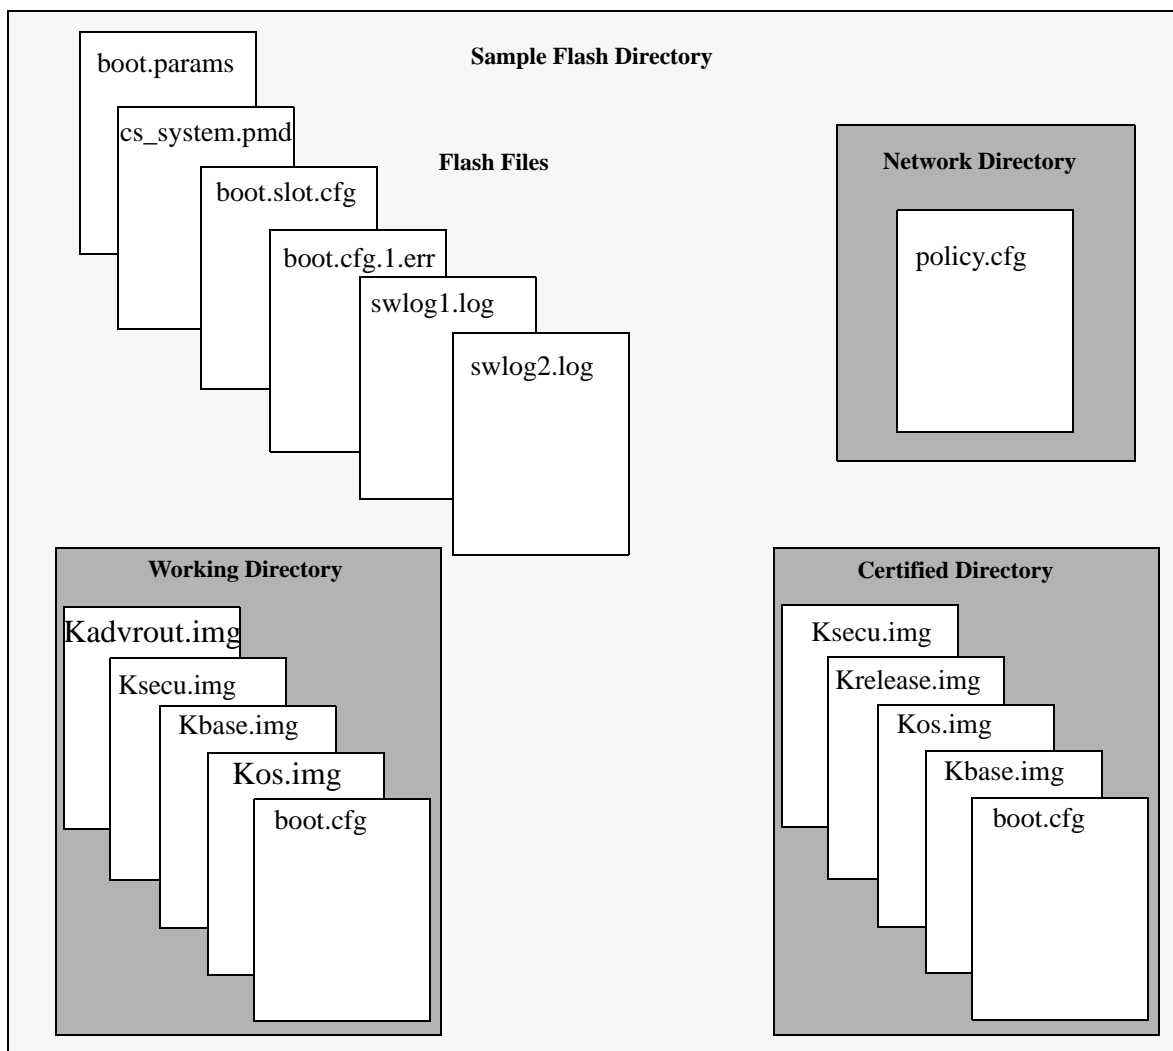 Sample Flash Directory
boot.params
cs_system.pmd
Flash Files
boot.slot.cfg
boot.cfg.1.err
swlog1.log
swlog2.log
Network Directory
policy.cfg
Working Directory
Kadvrout.img
Ksecu.img
Kbase.img
Kos.img
boot.cfg
Certified Directory
Ksecu.img
Krelease.img
Kos.img
Kbase.img
boot.cfg